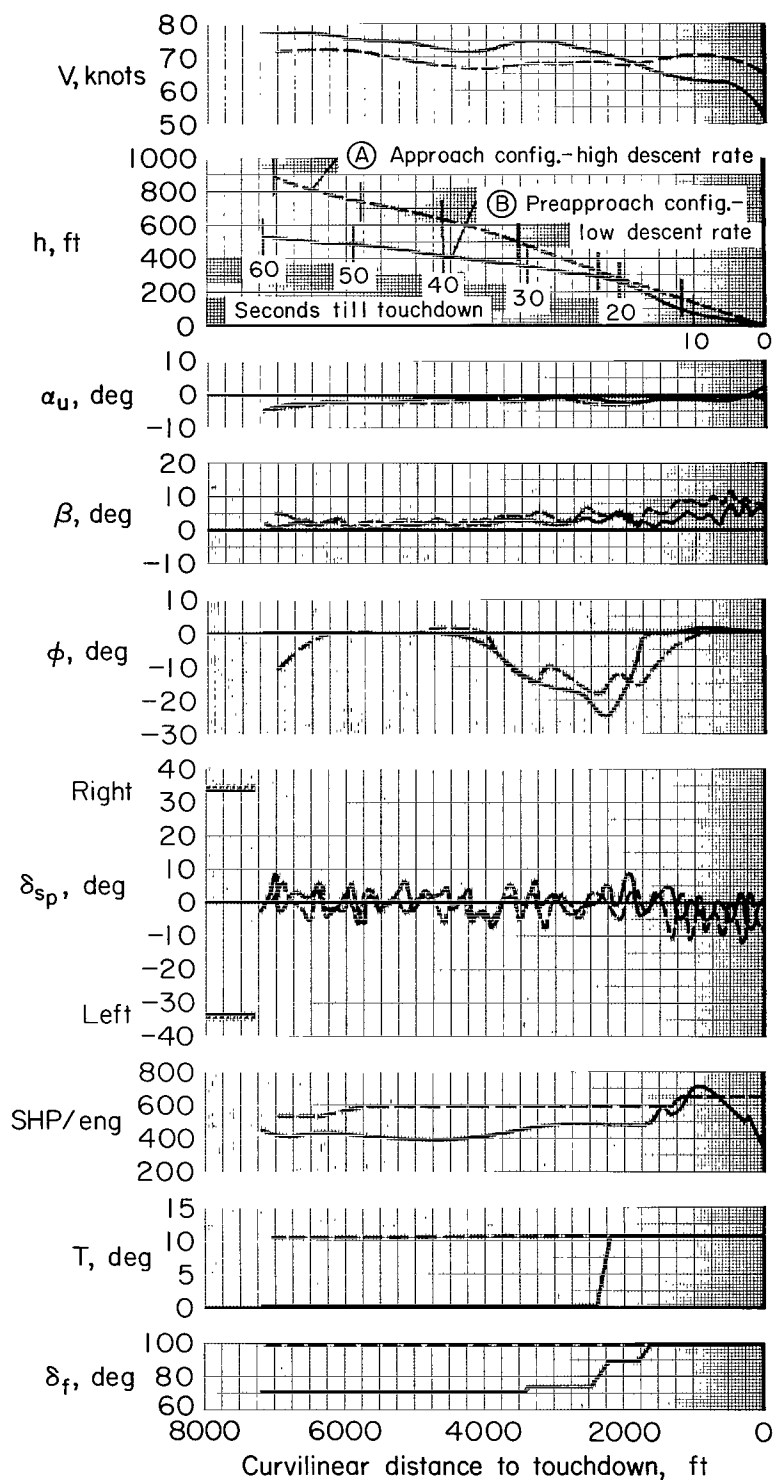 80
70
V, knots
60
50
1000
Ⓐ Approach config.-high descent rate
800
Ⓑ Preapproach config.-
600
low descent rate
h, ft
400
60 50 40 30 20
200
Seconds till touchdown
0
10 0
10
αu, deg
0
-10
20
10
β, deg
0
-10
10
0
ϕ, deg
-10
-20
-30
40
Right
30
20
10
δsp, deg
0
-10
-20
-30
Left
-40
800
SHP/eng
600
400
200
15
10
T, deg
5
0
100
δf, deg
80
60
8000 6000 4000 2000 0
Curvilinear distance to touchdown, ft